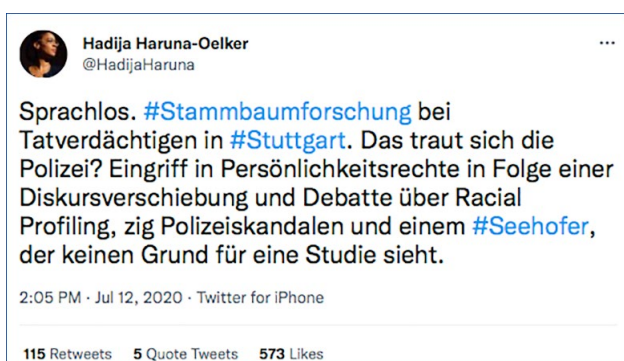 Hadija Haruna-Oelker
@HadijaHaruna
Sprachlos. #Stammbaumforschung bei
Tatverdächtigen in #Stuttgart. Das traut sich die
Polizei? Eingriff in Persönlichkeitsrechte in Folge einer
Diskursverschiebung und Debatte über Racial
Profiling, zig Polizeiskandalen und einem #Seehofer,
der keinen Grund für eine Studie sieht.
2:05 PM · Jul 12, 2020 · Twitter for iPhone
115 Retweets 5 Quote Tweets 573 Likes